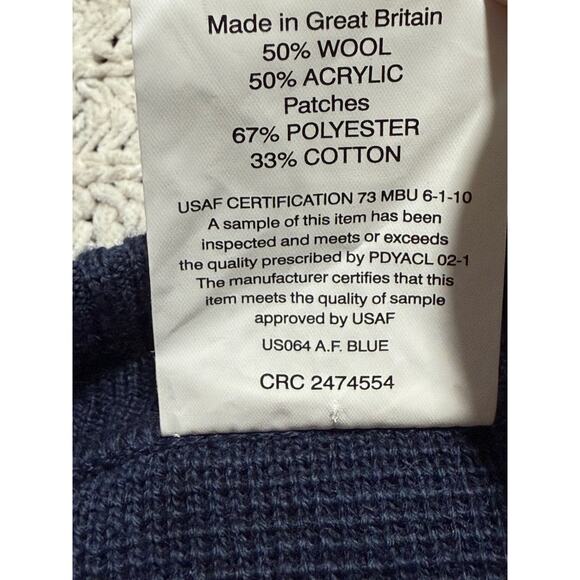 Made in Great Britain
50% WOOL
50% ACRYLIC
Patches
67% POLYESTER
33% COTTON
USAF CERTIFICATION 73 MBU 6-1-10
A sample of this item has been
inspected and meets or exceeds
the quality prescribed by PDYACL 02-1
The manufacturer certifies that this
item meets the quality of sample
approved by USAF
US064 A.F. BLUE
CRC 2474554